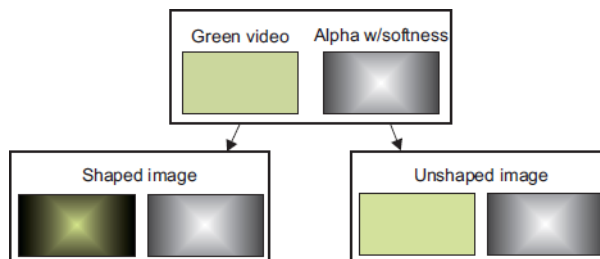 Green video
Alpha w/softness
Shaped image
Unshaped image